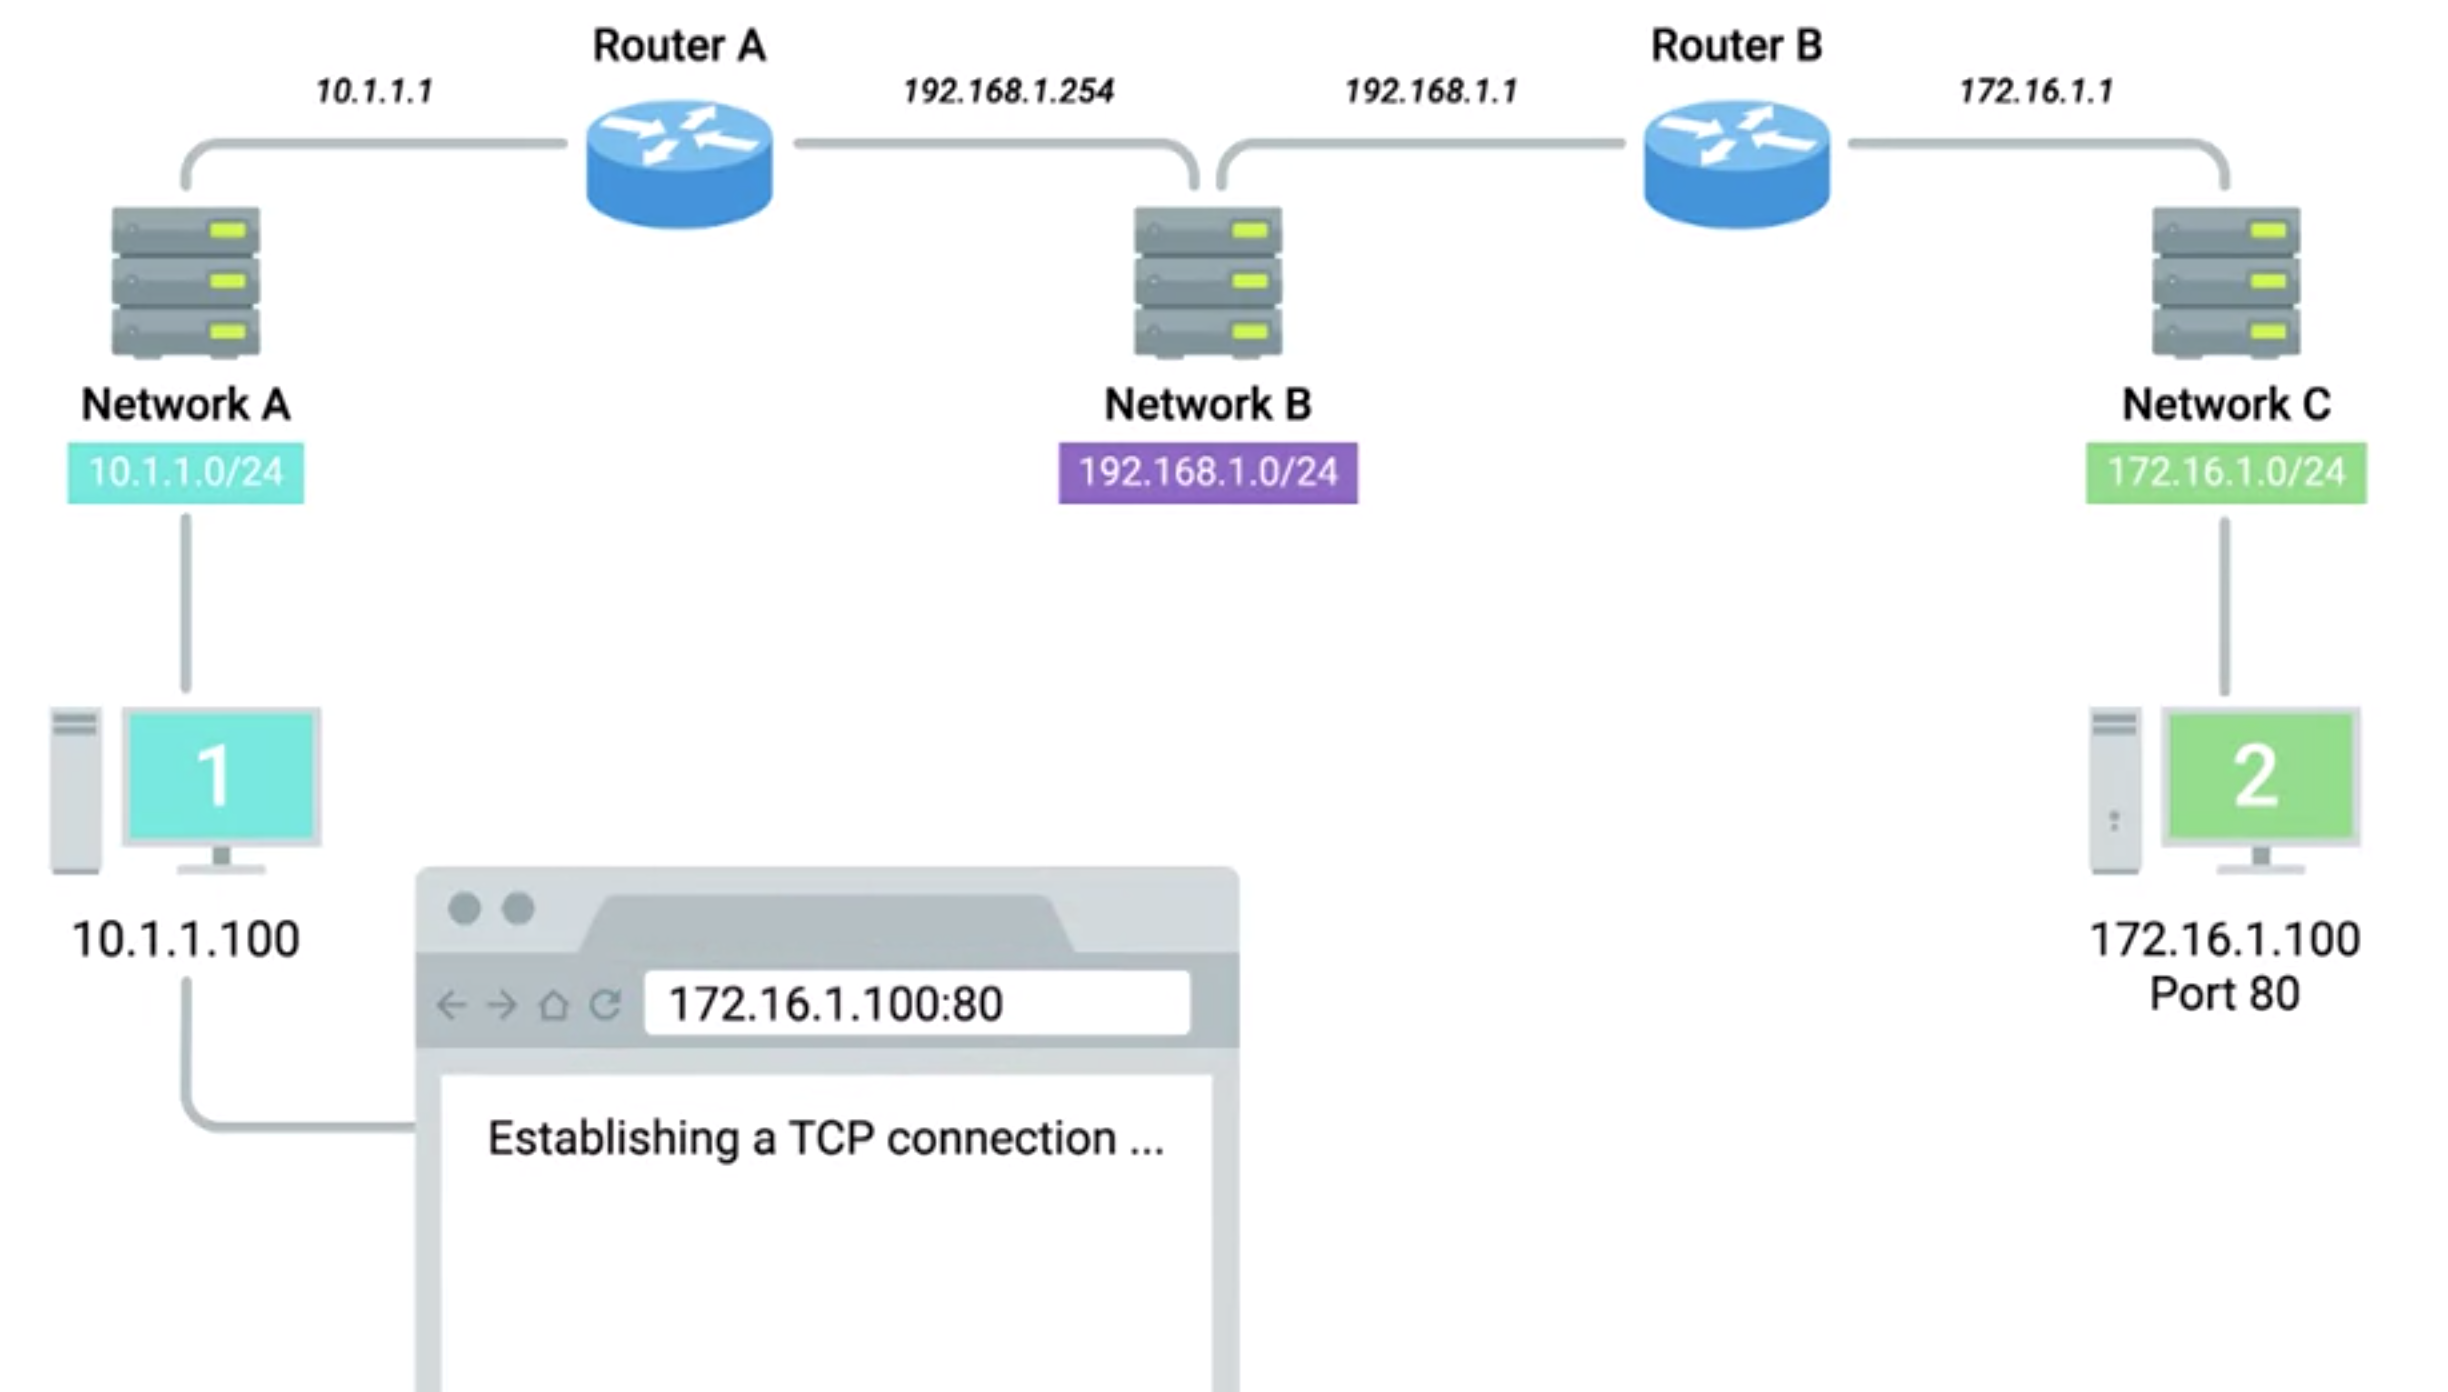 Router A
Router B
10.1.1.1
192.168.1.254
192.168.1.1
172.16.1.1
Network A
Network B
Network C
10.1.1.0/24
192.168.1.0/24
172.16.1.0/24
1
2
10.1.1.100
172.16.1.100
Port 80
172.16.1.100:80
Establishing a TCP connection ...